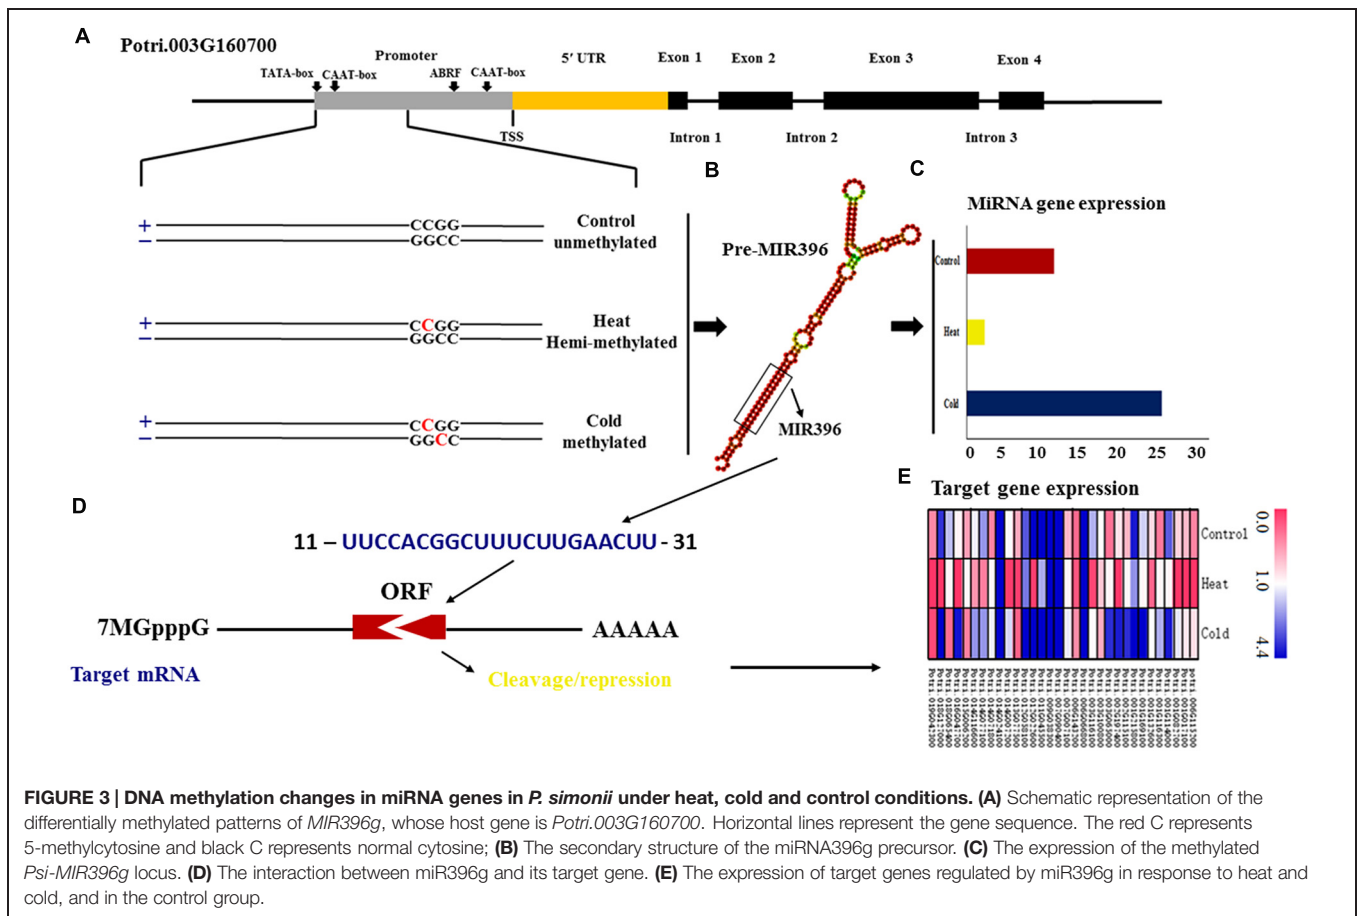 A
Potri.003G160700
Promoter
5′ UTR
Exon 1
Exon 2
Exon 3
Exon 4
TATA-box
CAAT-box
ABRF
CAAT-box
TSS
Intron 1
Intron 2
Intron 3
+
CCGG
−
GGCC
Control
unmethylated
+
CCGG
−
GGCC
Heat
Hemi-methylated
+
CCGG
−
GGCC
Cold
methylated
B
Pre-MIR396
MIR396
C
MiRNA gene expression
Control
Heat
Cold
0 5 10 15 20 25 30
D
11 – UUCCACGGCUUUCUUGAACUU - 31
ORF
7MGpppG
AAAAA
Target mRNA
Cleavage/repression
E
Target gene expression
Control
Heat
Cold
0.0
1.0
4.4
FIGURE 3 | DNA methylation changes in miRNA genes in P. simonii under heat, cold and control conditions. (A) Schematic representation of the
differentially methylated patterns of MIR396g, whose host gene is Potri.003G160700. Horizontal lines represent the gene sequence. The red C represents
5-methylcytosine and black C represents normal cytosine; (B) The secondary structure of the miRNA396g precursor. (C) The expression of the methylated
Psi-MIR396g locus. (D) The interaction between miR396g and its target gene. (E) The expression of target genes regulated by miR396g in response to heat and
cold, and in the control group.